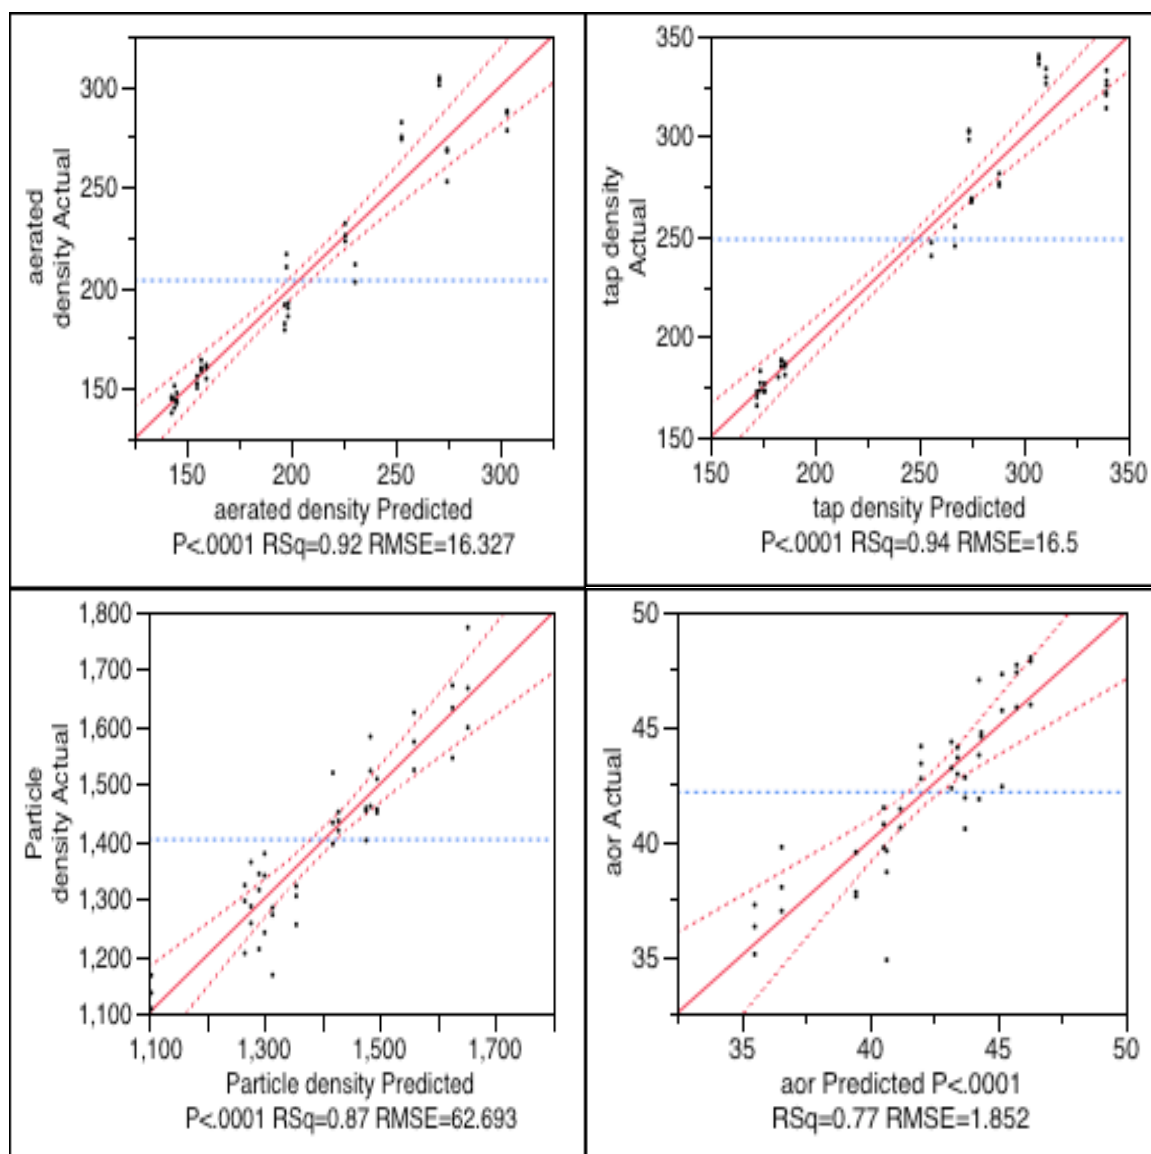 300
250
200
150
aerated
density Actual
150 200 250 300
aerated density Predicted
P<.0001 RSq=0.92 RMSE=16.327
350
300
250
200
150
tap density
Actual
150 200 250 300 350
tap density Predicted
P<.0001 RSq=0.94 RMSE=16.5
1,800
1,700
1,600
1,500
1,400
1,300
1,200
1,100
Particle
density Actual
1,100 1,300 1,500 1,700
Particle density Predicted
P<.0001 RSq=0.87 RMSE=62.693
50
45
40
35
aor Actual
35 40 45 50
aor Predicted P<.0001
RSq=0.77 RMSE=1.852